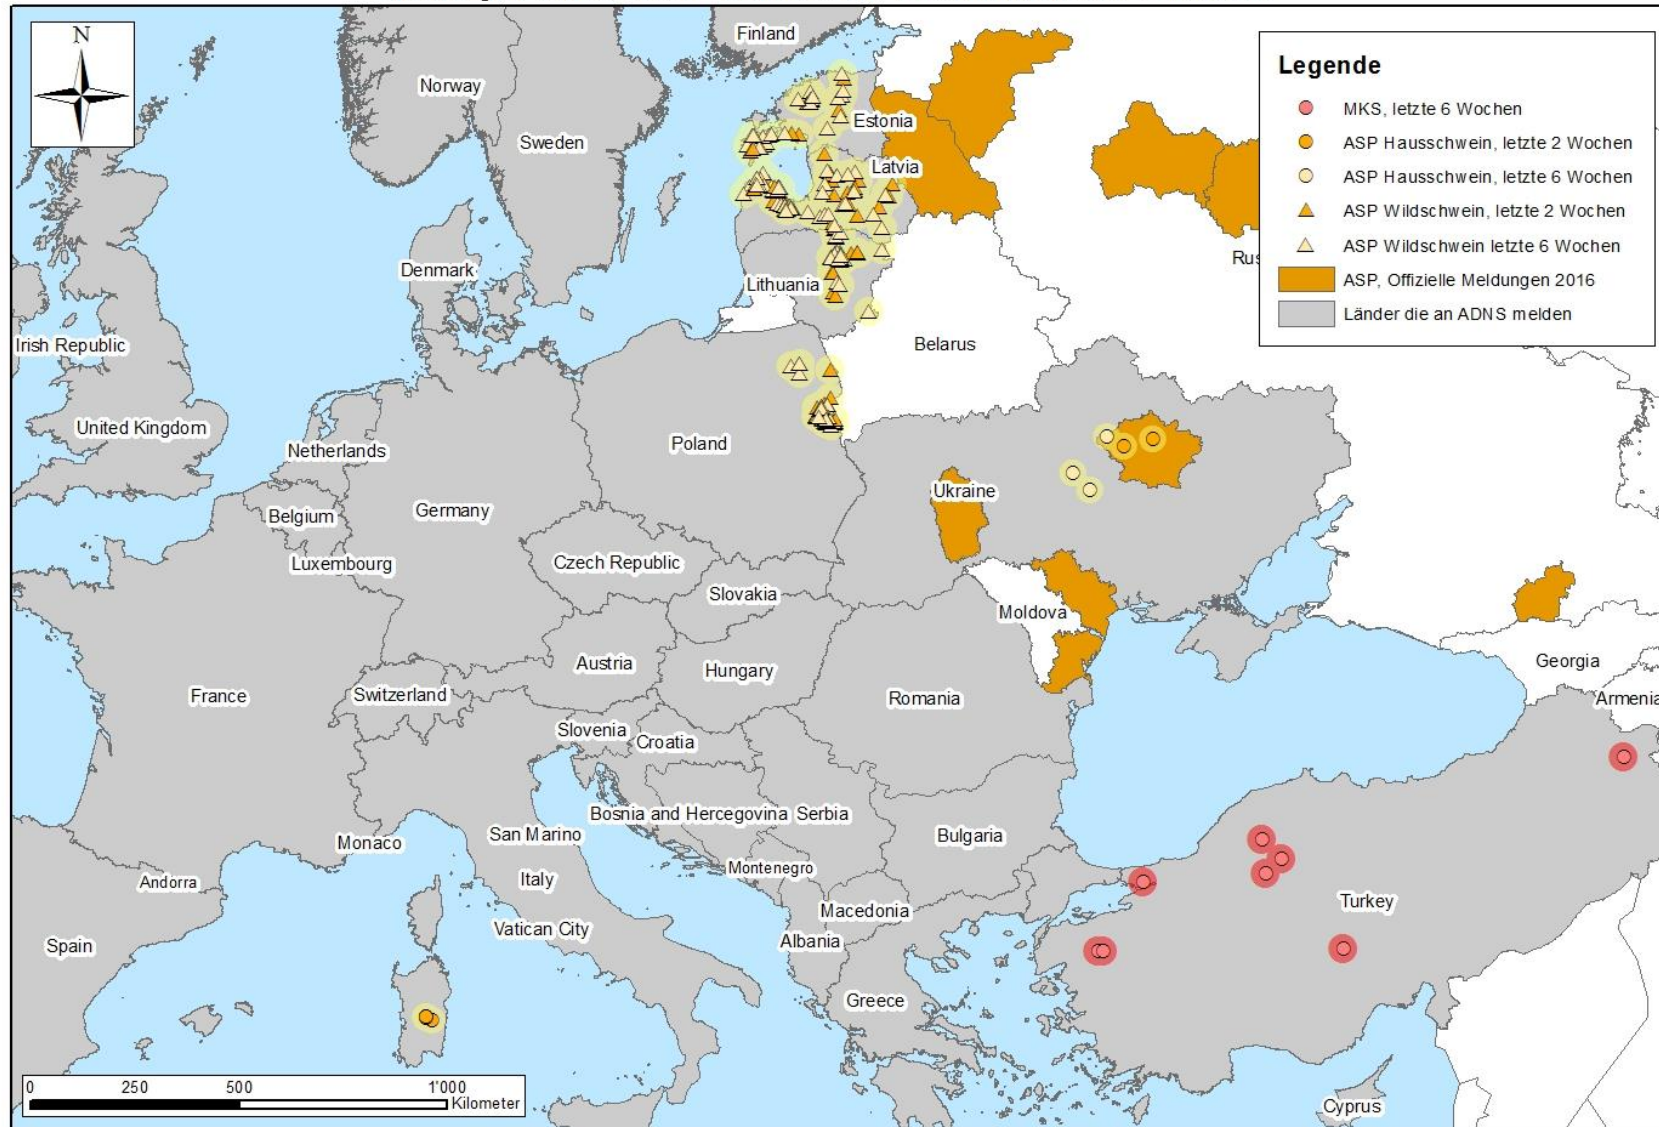 N
Legende
MKS, letzte 6 Wochen
ASP Hausschwein, letzte 2 Wochen
ASP Hausschwein, letzte 6 Wochen
ASP Wildschwein, letzte 2 Wochen
ASP Wildschwein letzte 6 Wochen
ASP, Offizielle Meldungen 2016
Länder die an ADNS melden
Finland
Norway
Estonia
Sweden
Latvia
Rus
Denmark
Lithuania
Irish Republic
Belarus
United Kingdom
Poland
Netherlands
Ukraine
Germany
Belgium
Czech Republic
Luxembourg
Slovakia
Moldova
Austria
Georgia
Hungary
France
Switzerland
Romania
Armenia
Slovenia
Croatia
Bosnia and Hercegovina
Serbia
San Marino
Bulgaria
Monaco
Montenegro
Andorra
Italy
Turkey
Macedonia
Vatican City
Albania
Spain
Greece
0 250 500 1'000
Kilometer
Cyprus